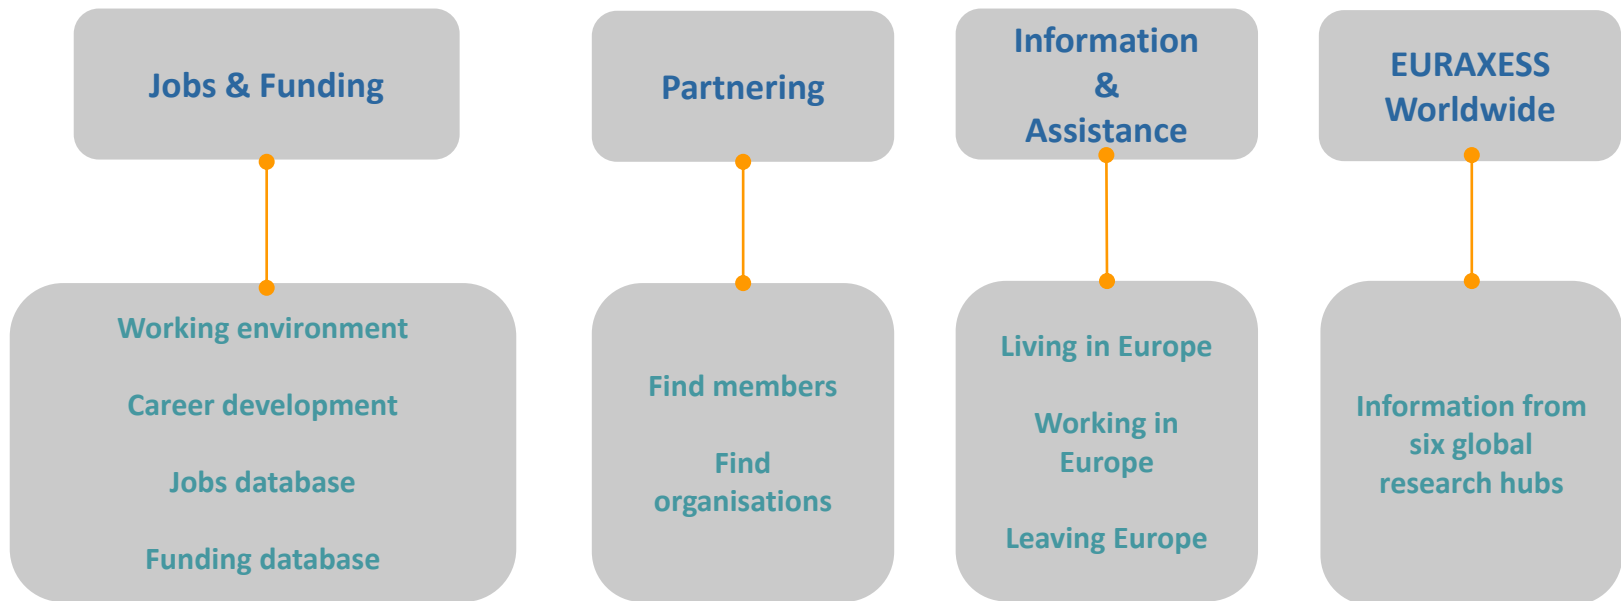 Jobs & Funding
Working environment
Career development
Jobs database
Funding database
Partnering
Find members
Find
organisations
Information
&
Assistance
Living in Europe
Working in
Europe
Leaving Europe
EURAXESS
Worldwide
Information from
six global
research hubs